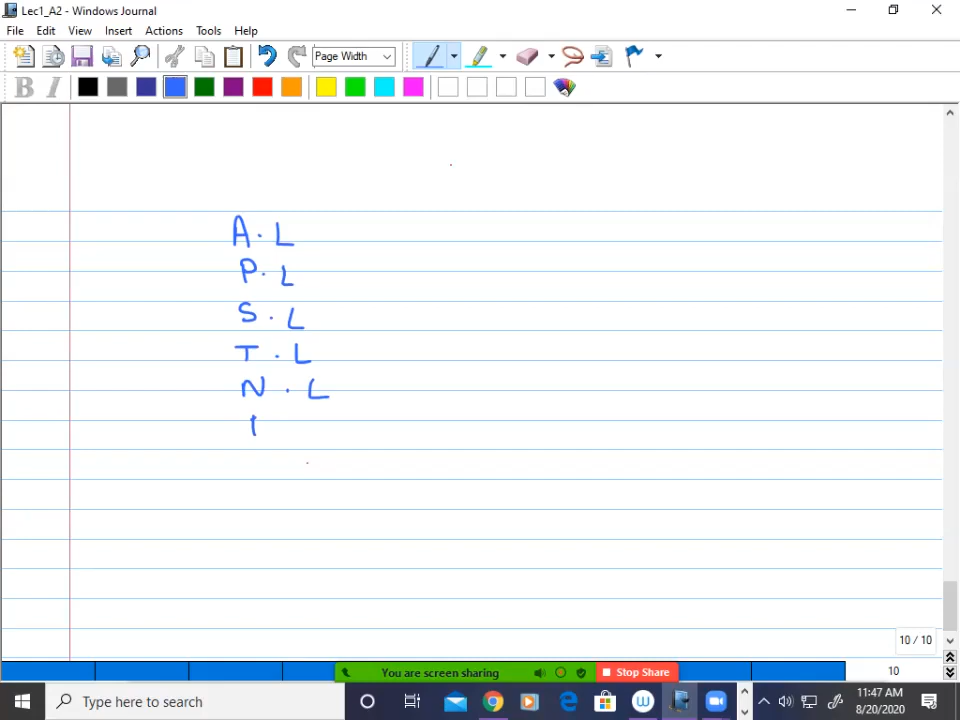 Lec1_A2 - Windows Journal
File Edit View Insert Actions Tools Help
Page Width
B I
A. L
P. L
S. L
T. L
N. L
10 / 10
You are screen sharing
Stop Share
10
Type here to search
11:47 AM
8/20/2020